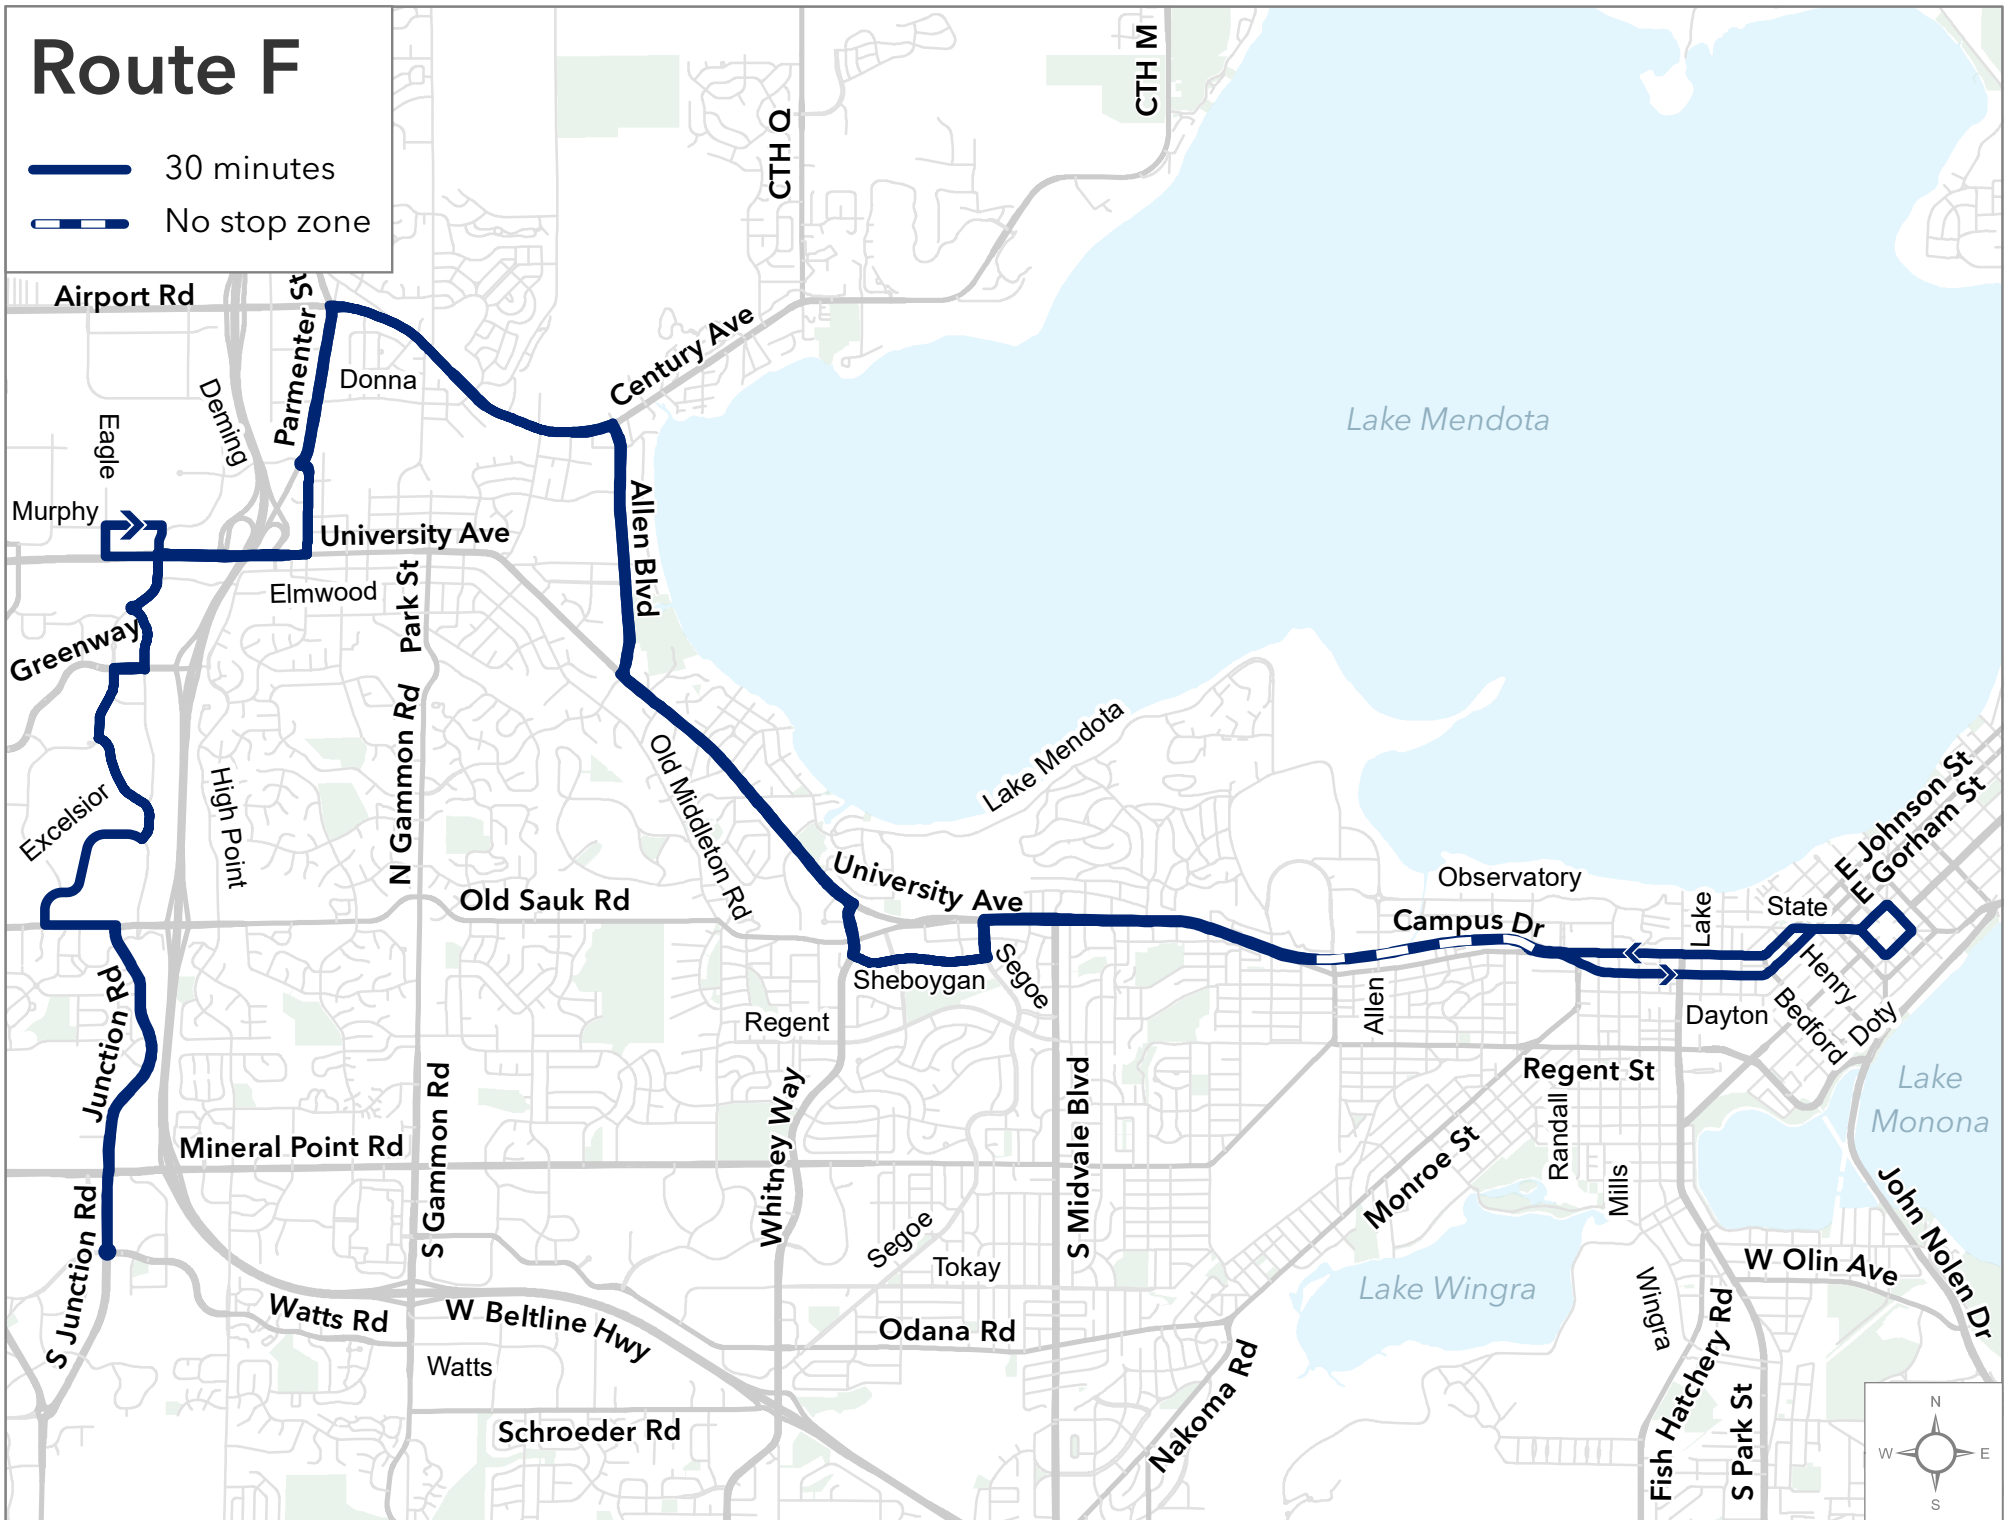 Route F
30 minutes
No stop zone
CTH M
CTH Q
Airport Rd
Parmenter St
Century Ave
Donna
Deming
Eagle
Lake Mendota
Murphy
University Ave
Allen Blvd
Elmwood
Park St
Greenway
N Gammon Rd
Old Middleton Rd
Lake Mendota
High Point
Excelsior
E Johnson St
E Gorham St
University Ave
Observatory
Old Sauk Rd
Campus Dr
Lake
State
Sheboygan
Segoe
Henry
Junction Rd
Regent
Allen
Dayton
Bedford
Doty
Regent St
Lake
Monona
S Gammon Rd
Whitney Way
S Midvale Blvd
Randall
Mineral Point Rd
Monroe St
Mills
S Junction Rd
Segoe
Tokay
John Nolen Dr
W Olin Ave
Lake Wingra
Wingra
Watts Rd
W Beltline Hwy
Odana Rd
Watts
Nakoma Rd
Fish Hatchery Rd
S Park St
Schroeder Rd
N
W
E
S